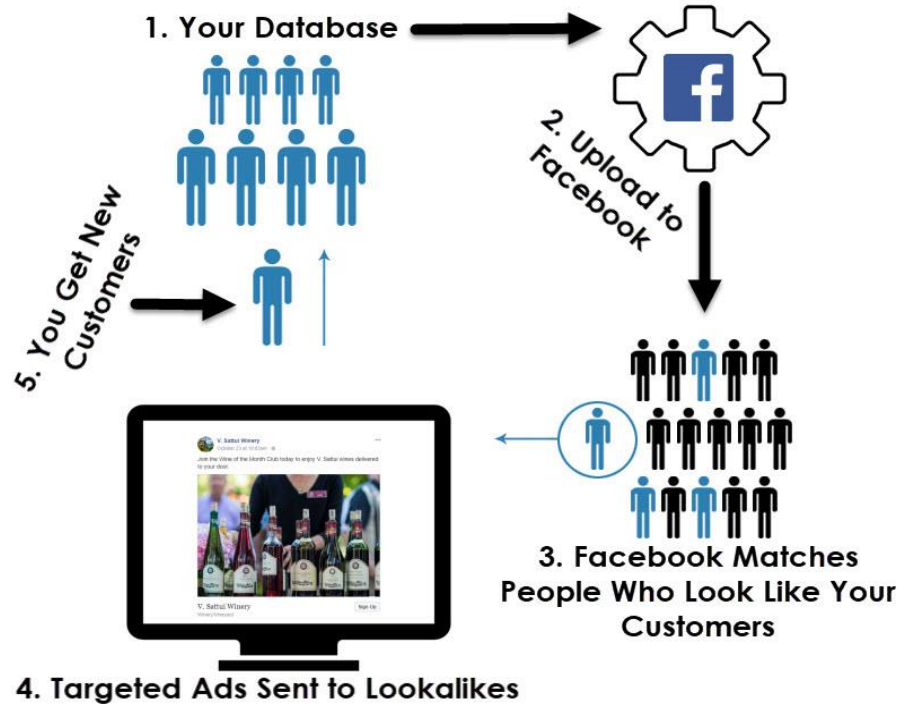 1. Your Database
f
2. Upload to
Facebook
3. Facebook Matches
People Who Look Like Your
Customers
V. Sattui Winery
Join the Wine of the Month Club today to enjoy V. Sattui wines delivered
to your door.
V. Sattui Winery
Winery/Vineyard
Sign Up
4. Targeted Ads Sent to Lookalikes
5. You Get New
Customers